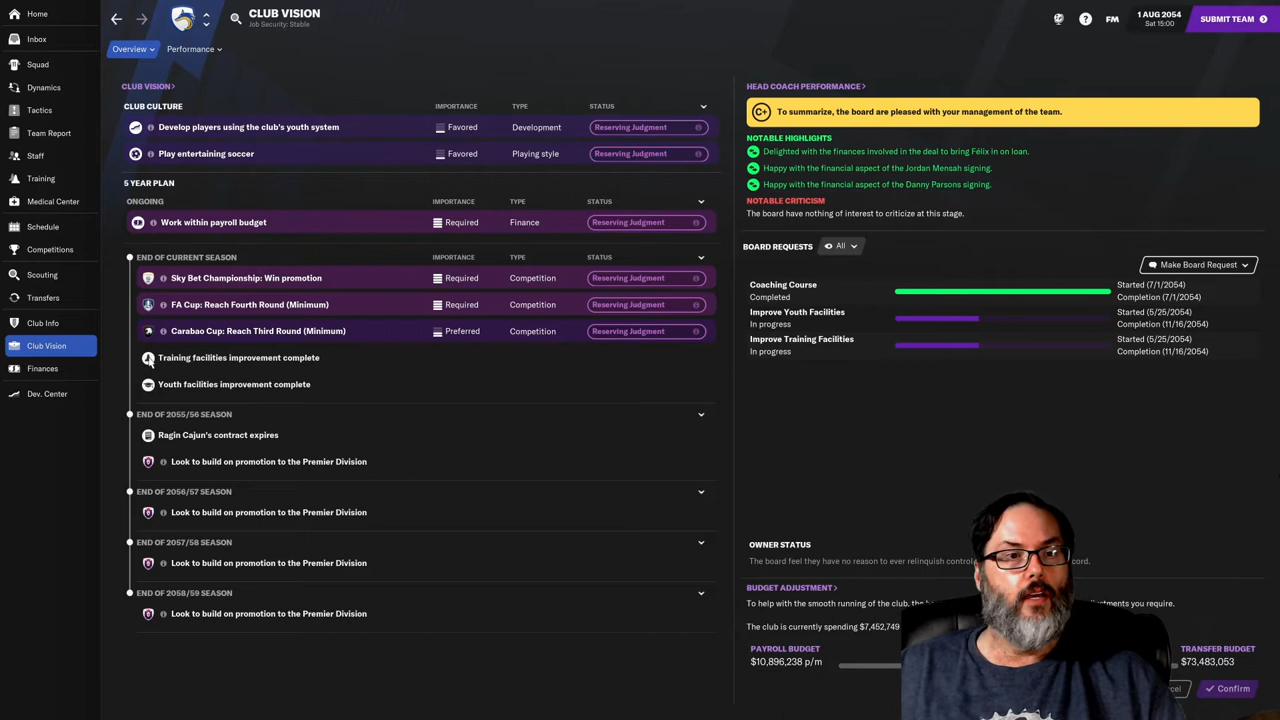 Home
CLUB VISION
Job Security: Stable
FM
1 AUG 2054
Sat 15:00
SUBMIT TEAM
Inbox
Squad
Dynamics
Tactics
Team Report
Staff
Training
Medical Center
Schedule
Competitions
Scouting
Transfers
Club Info
Club Vision
Finances
Dev. Center
Overview
Performance
CLUB VISION
CLUB CULTURE IMPORTANCE TYPE STATUS
Develop players using the club's youth system Favored Development Reserving Judgment
Play entertaining soccer Favored Playing style Reserving Judgment
5 YEAR PLAN
ONGOING IMPORTANCE TYPE STATUS
Work within payroll budget Required Finance Reserving Judgment
END OF CURRENT SEASON IMPORTANCE TYPE STATUS
Sky Bet Championship: Win promotion Required Competition Reserving Judgment
FA Cup: Reach Fourth Round (Minimum) Required Competition Reserving Judgment
Carabao Cup: Reach Third Round (Minimum) Preferred Competition Reserving Judgment
Training facilities improvement complete
Youth facilities improvement complete
END OF 2055/56 SEASON
Ragin Cajun's contract expires
Look to build on promotion to the Premier Division
END OF 2056/57 SEASON
Look to build on promotion to the Premier Division
END OF 2057/58 SEASON
Look to build on promotion to the Premier Division
END OF 2058/59 SEASON
Look to build on promotion to the Premier Division
HEAD COACH PERFORMANCE
C+ To summarize, the board are pleased with your management of the team.
NOTABLE HIGHLIGHTS
Delighted with the finances involved in the deal to bring Félix in on loan.
Happy with the financial aspect of the Jordan Mensah signing.
Happy with the financial aspect of the Danny Parsons signing.
NOTABLE CRITICISM
The board have nothing of interest to criticize at this stage.
BOARD REQUESTS All
Make Board Request
Coaching Course Started (7/1/2054)
Completed Completion (7/1/2054)
Improve Youth Facilities Started (5/25/2054)
In progress Completion (11/16/2054)
Improve Training Facilities Started (5/25/2054)
In progress Completion (11/16/2054)
OWNER STATUS
The board feel they have no reason to ever relinquish control cord.
BUDGET ADJUSTMENT
To help with the smooth running of the club, the b adjustments you require.
The club is currently spending $7,452,749
PAYROLL BUDGET TRANSFER BUDGET
$10,896,238 p/m $73,483,053
cel Confirm